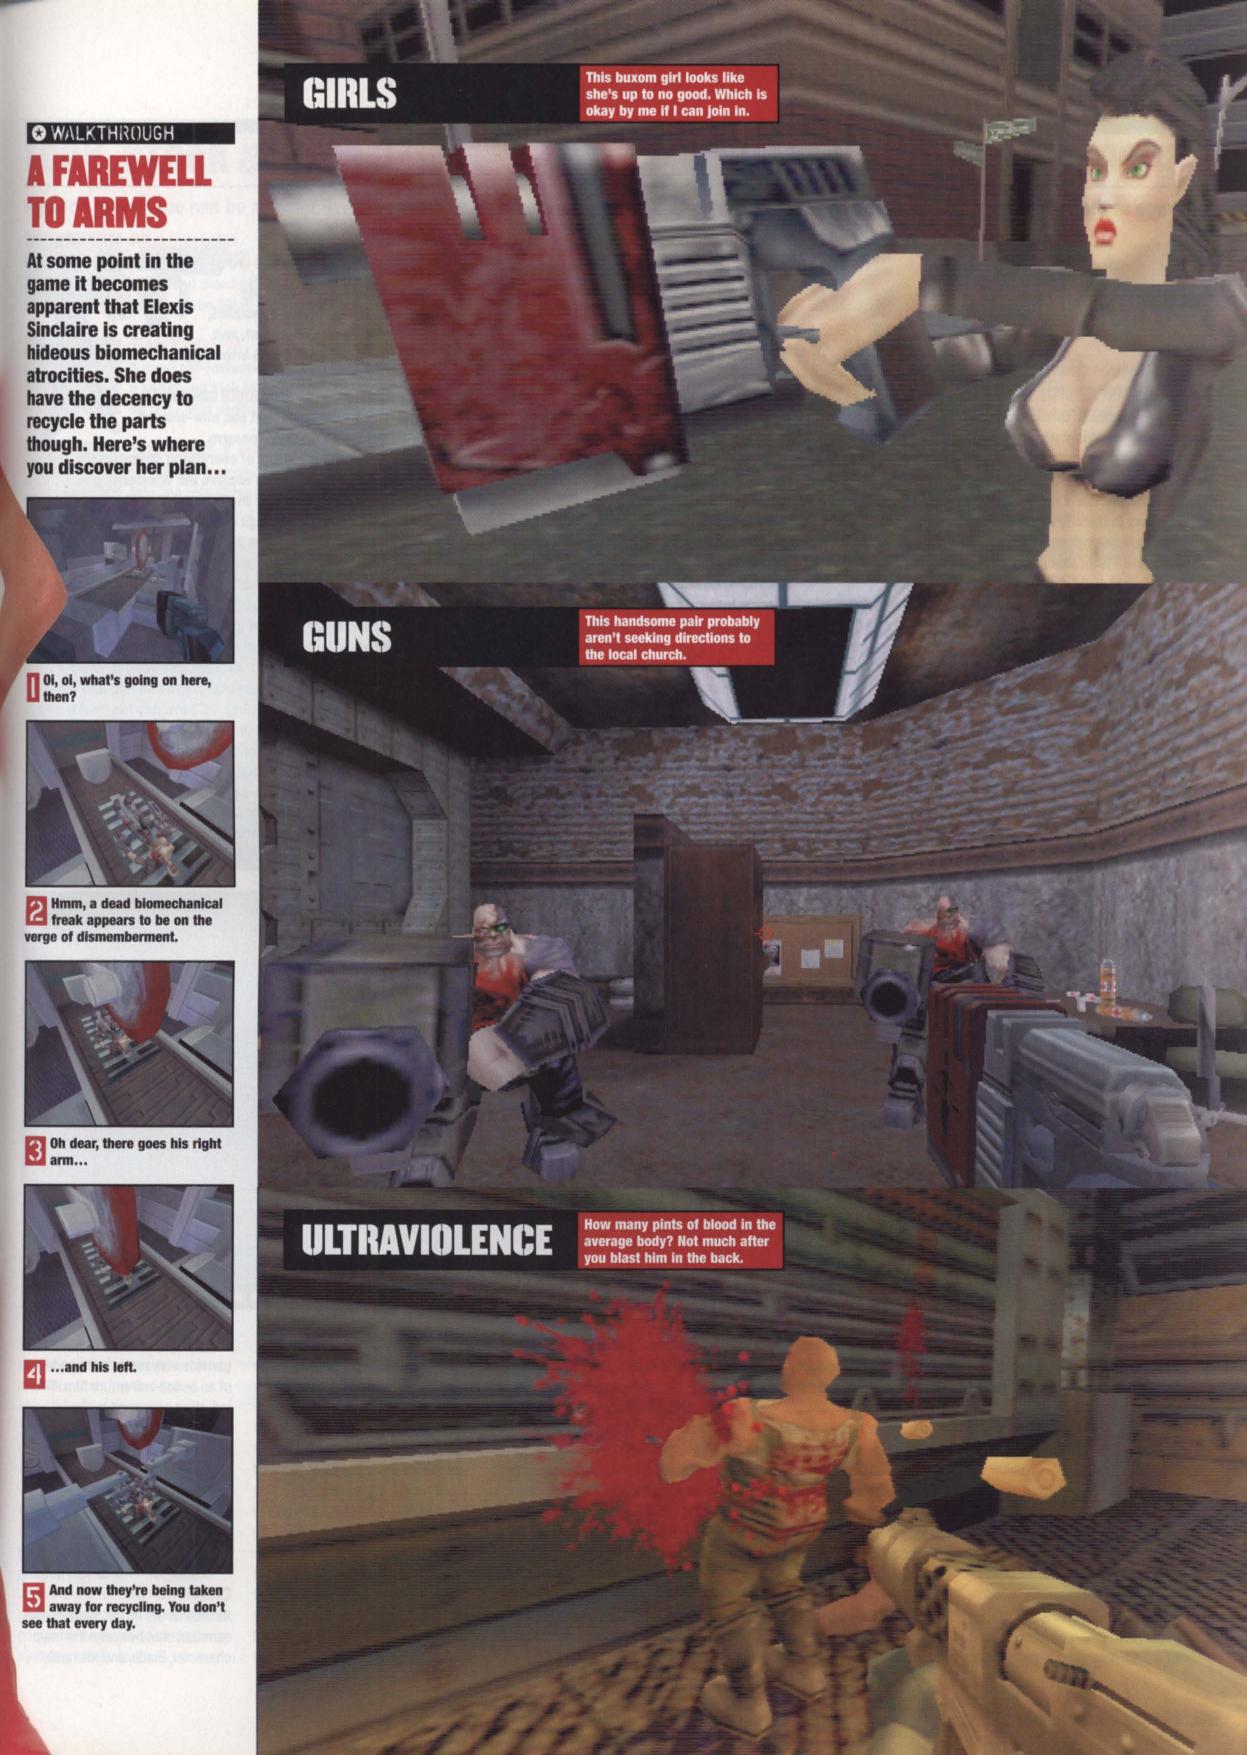 WALKTHROUGH
A FAREWELL
TO ARMS
At some point in the
game it becomes
apparent that Elexis
Sinclaire is creating
hideous biomechanical
atrocities. She does
have the decency to
recycle the parts
though. Here's where
you discover her plan...
1 Oi, oi, what's going on here,
then?
2 Hmm, a dead biomechanical
freak appears to be on the
verge of dismemberment.
3 Oh dear, there goes his right
arm...
4 ...and his left.
5 And now they're being taken
away for recycling. You don't
see that every day.
GIRLS
This buxom girl looks like
she's up to no good. Which is
okay by me if I can join in.
GUNS
This handsome pair probably
aren't seeking directions to
the local church.
ULTRAVIOLENCE
How many pints of blood in the
average body? Not much after
you blast him in the back.